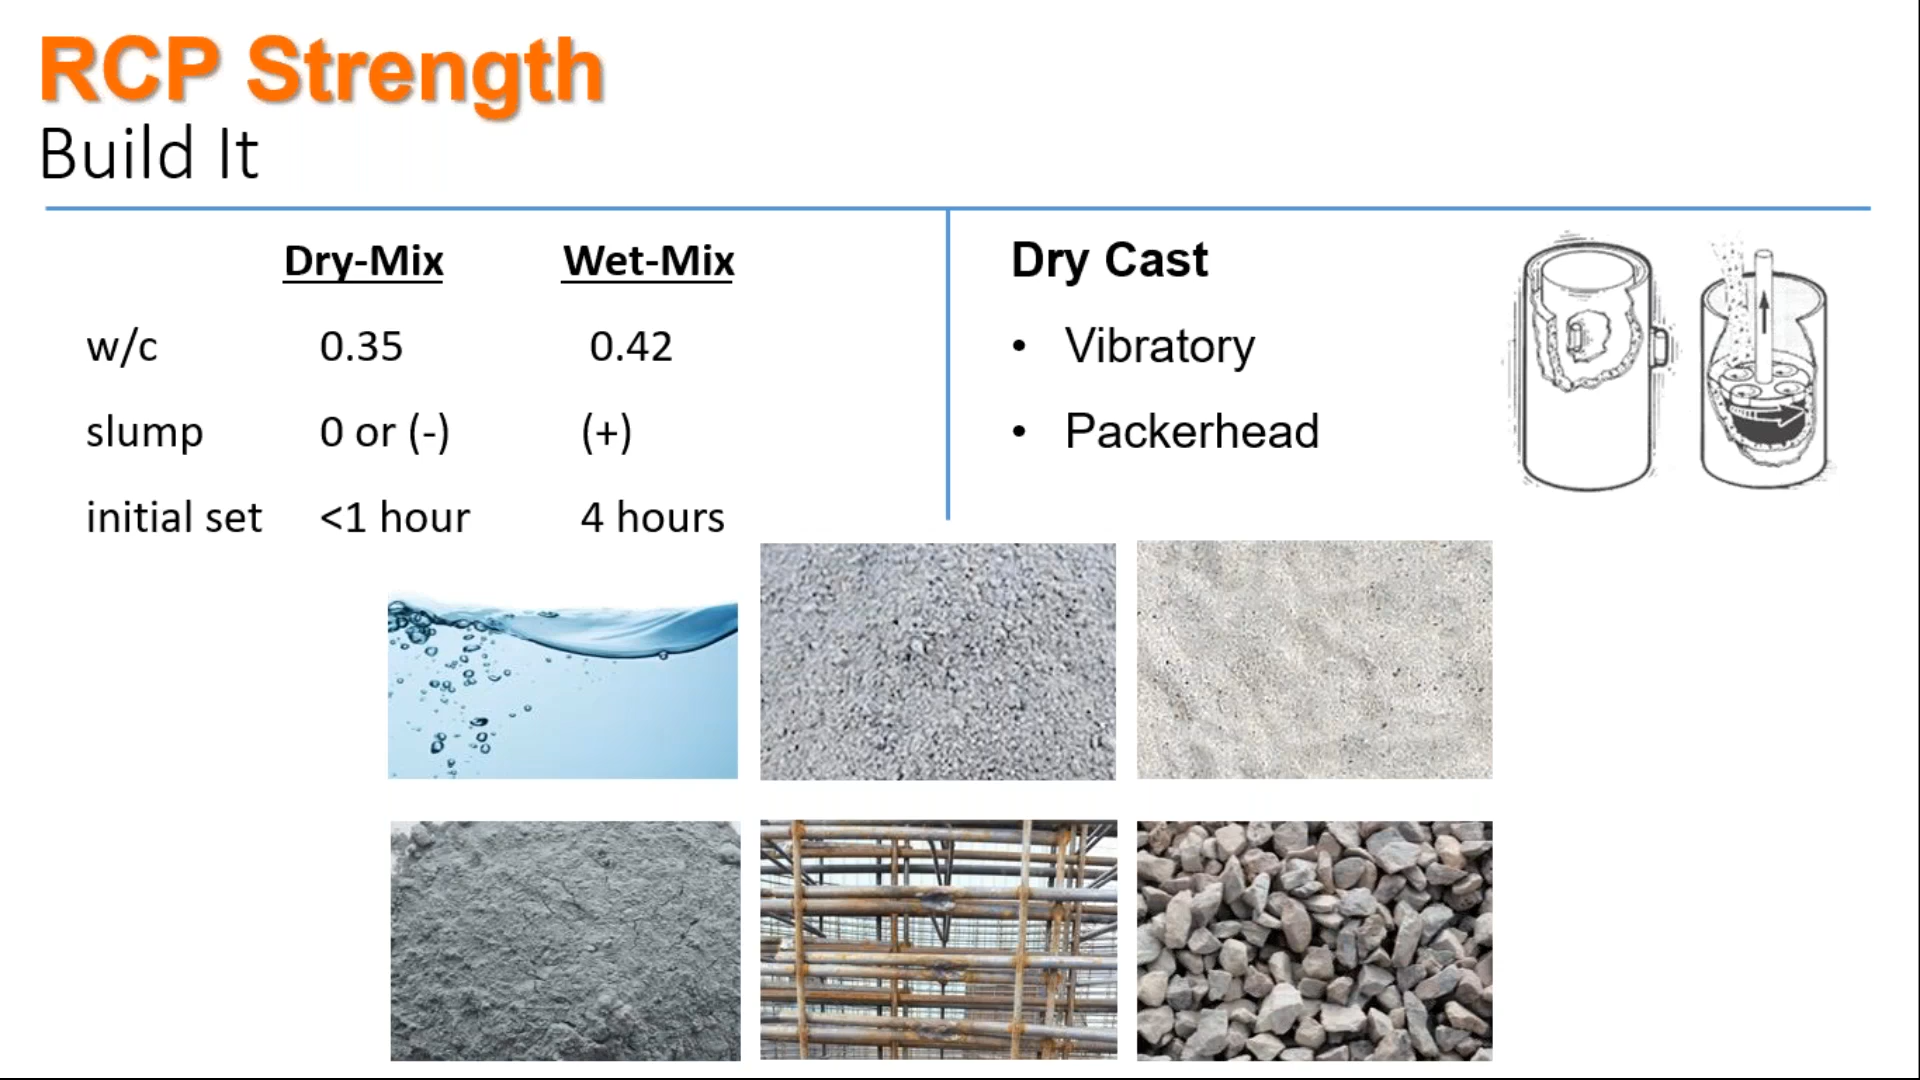 RCP Strength
Build It
Dry-Mix Wet-Mix
w/c 0.35 0.42
slump 0 or (-) (+)
initial set <1 hour 4 hours
Dry Cast
• Vibratory
• Packerhead